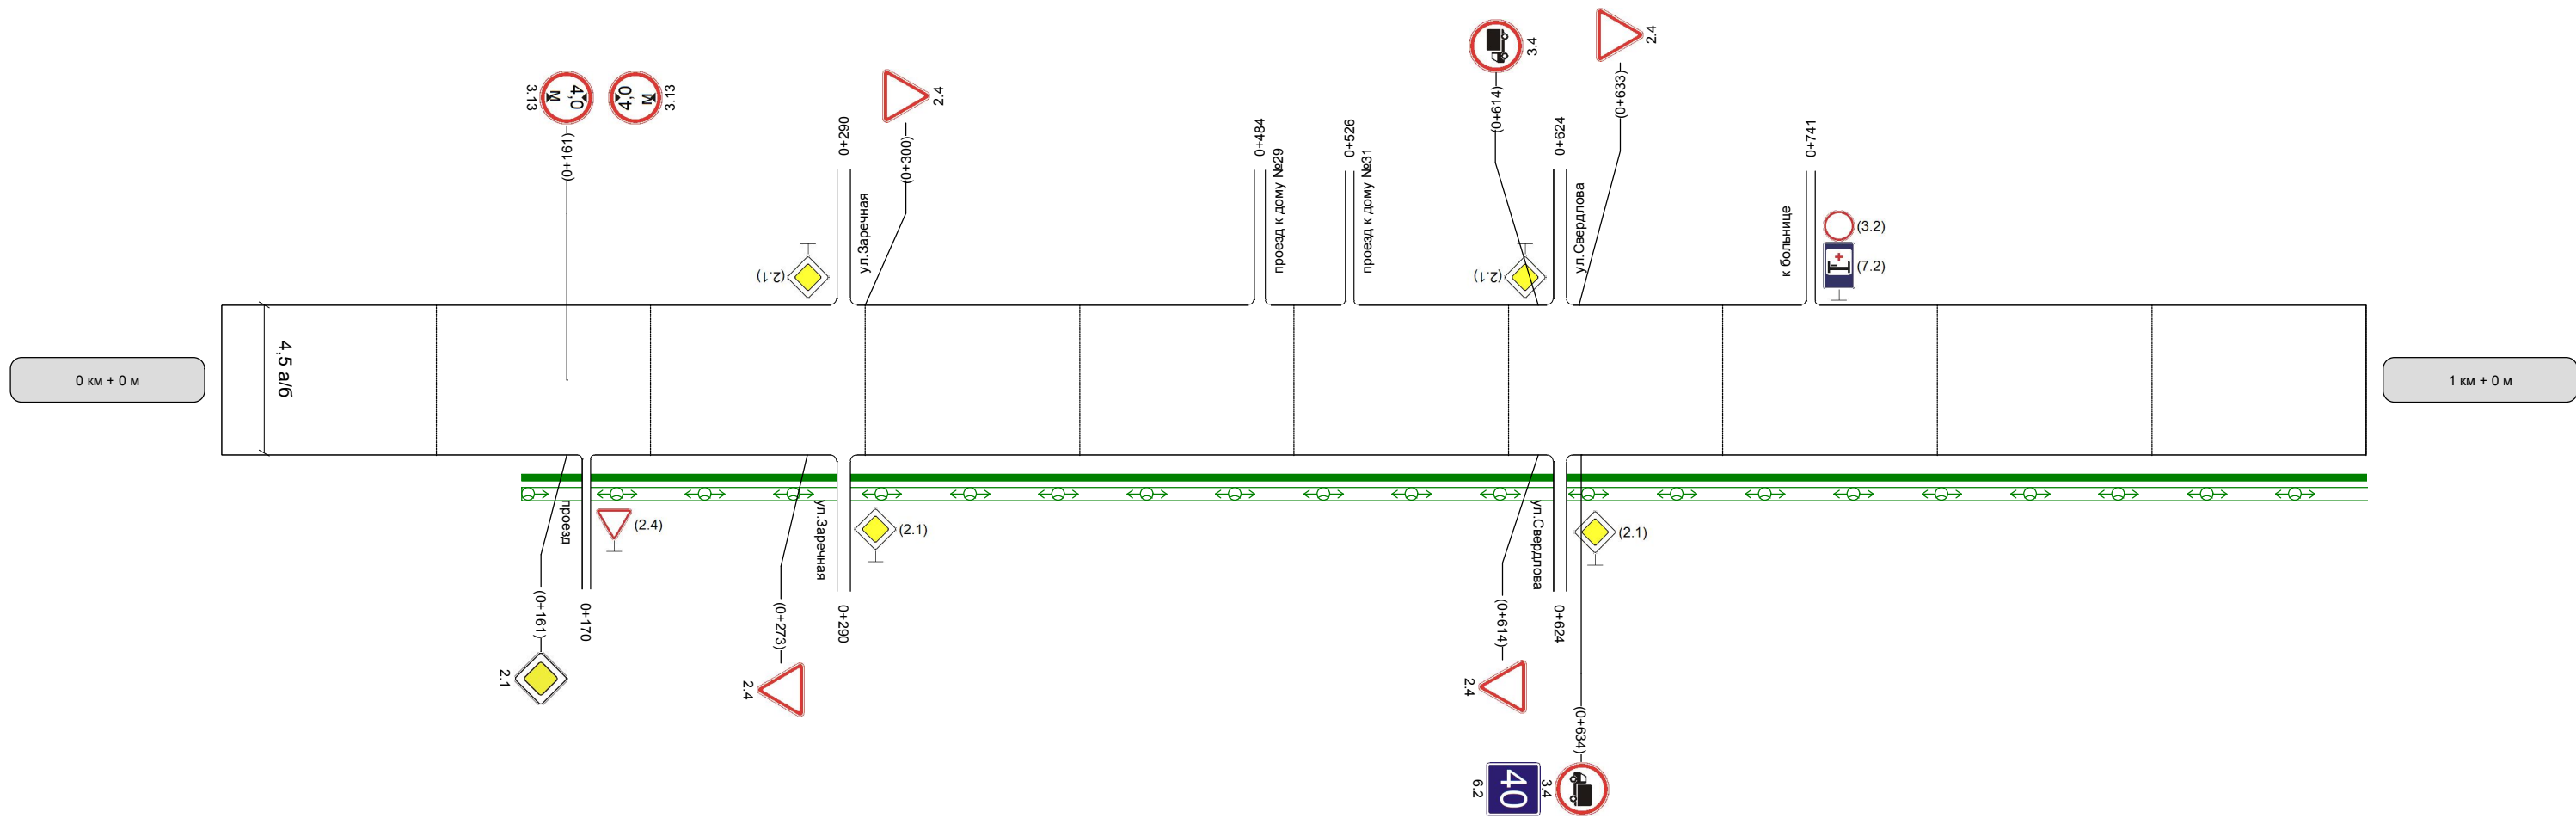 3.4
2.4
3.13
4,0 м
4,0 м
3.13
2.4
(0+614)
(0+633)
(0+161)
0+290
(0+300)
0+484
0+526
0+624
0+741
ул.Заречная
проезд к дому №29
проезд к дому №31
ул.Свердлова
к больнице
(3.2)
(7.2)
(2.1)
(2.1)
4,5 а/б
0 км + 0 м
1 км + 0 м
проезд
(2.4)
ул.Заречная
(2.1)
ул.Свердлова
(2.1)
(0+161)
0+170
(0+273)
0+290
(0+614)
0+624
2.1
2.4
2.4
(0+634)
6.2
40
3.4